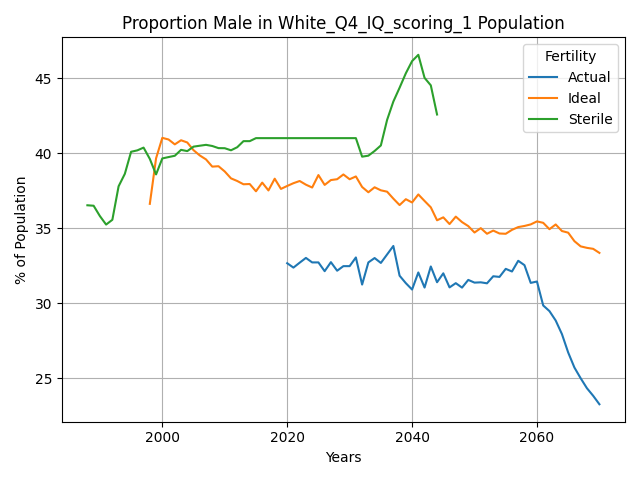 Proportion Male in White_Q4_IQ_scoring_1 Population
Fertility
Actual
Ideal
Sterile
% of Population
45
40
35
30
25
2000
2020
2040
2060
Years